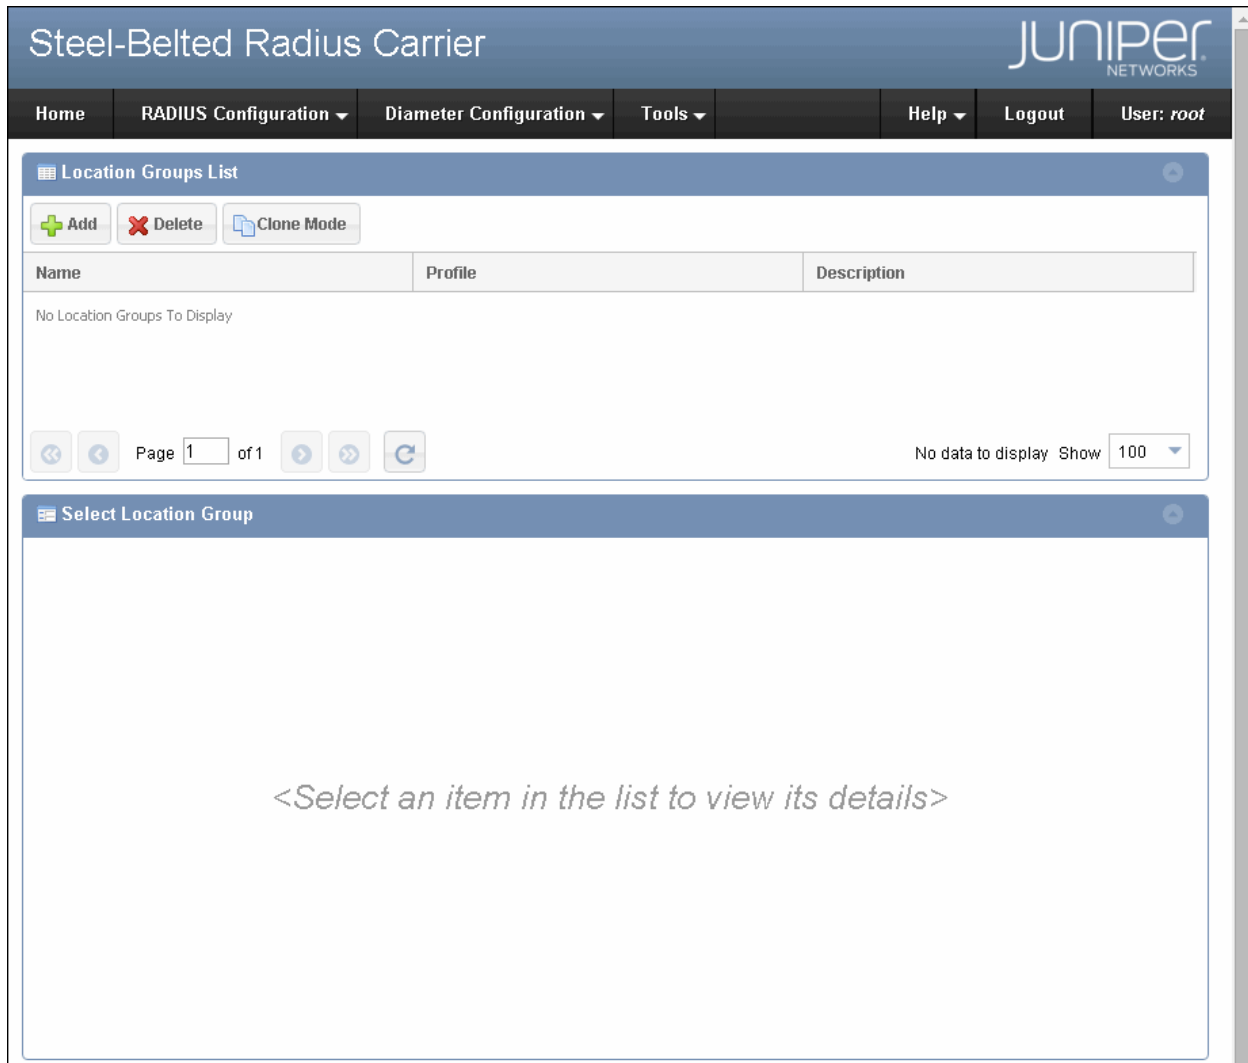 Steel-Belted Radius Carrier
JUNIPER
NETWORKS
Home RADIUS Configuration Diameter Configuration Tools Help Logout User: root
Location Groups List
Add Delete Clone Mode
Name Profile Description
No Location Groups To Display
Page 1 of 1 No data to display Show 100
Select Location Group
<Select an item in the list to view its details>